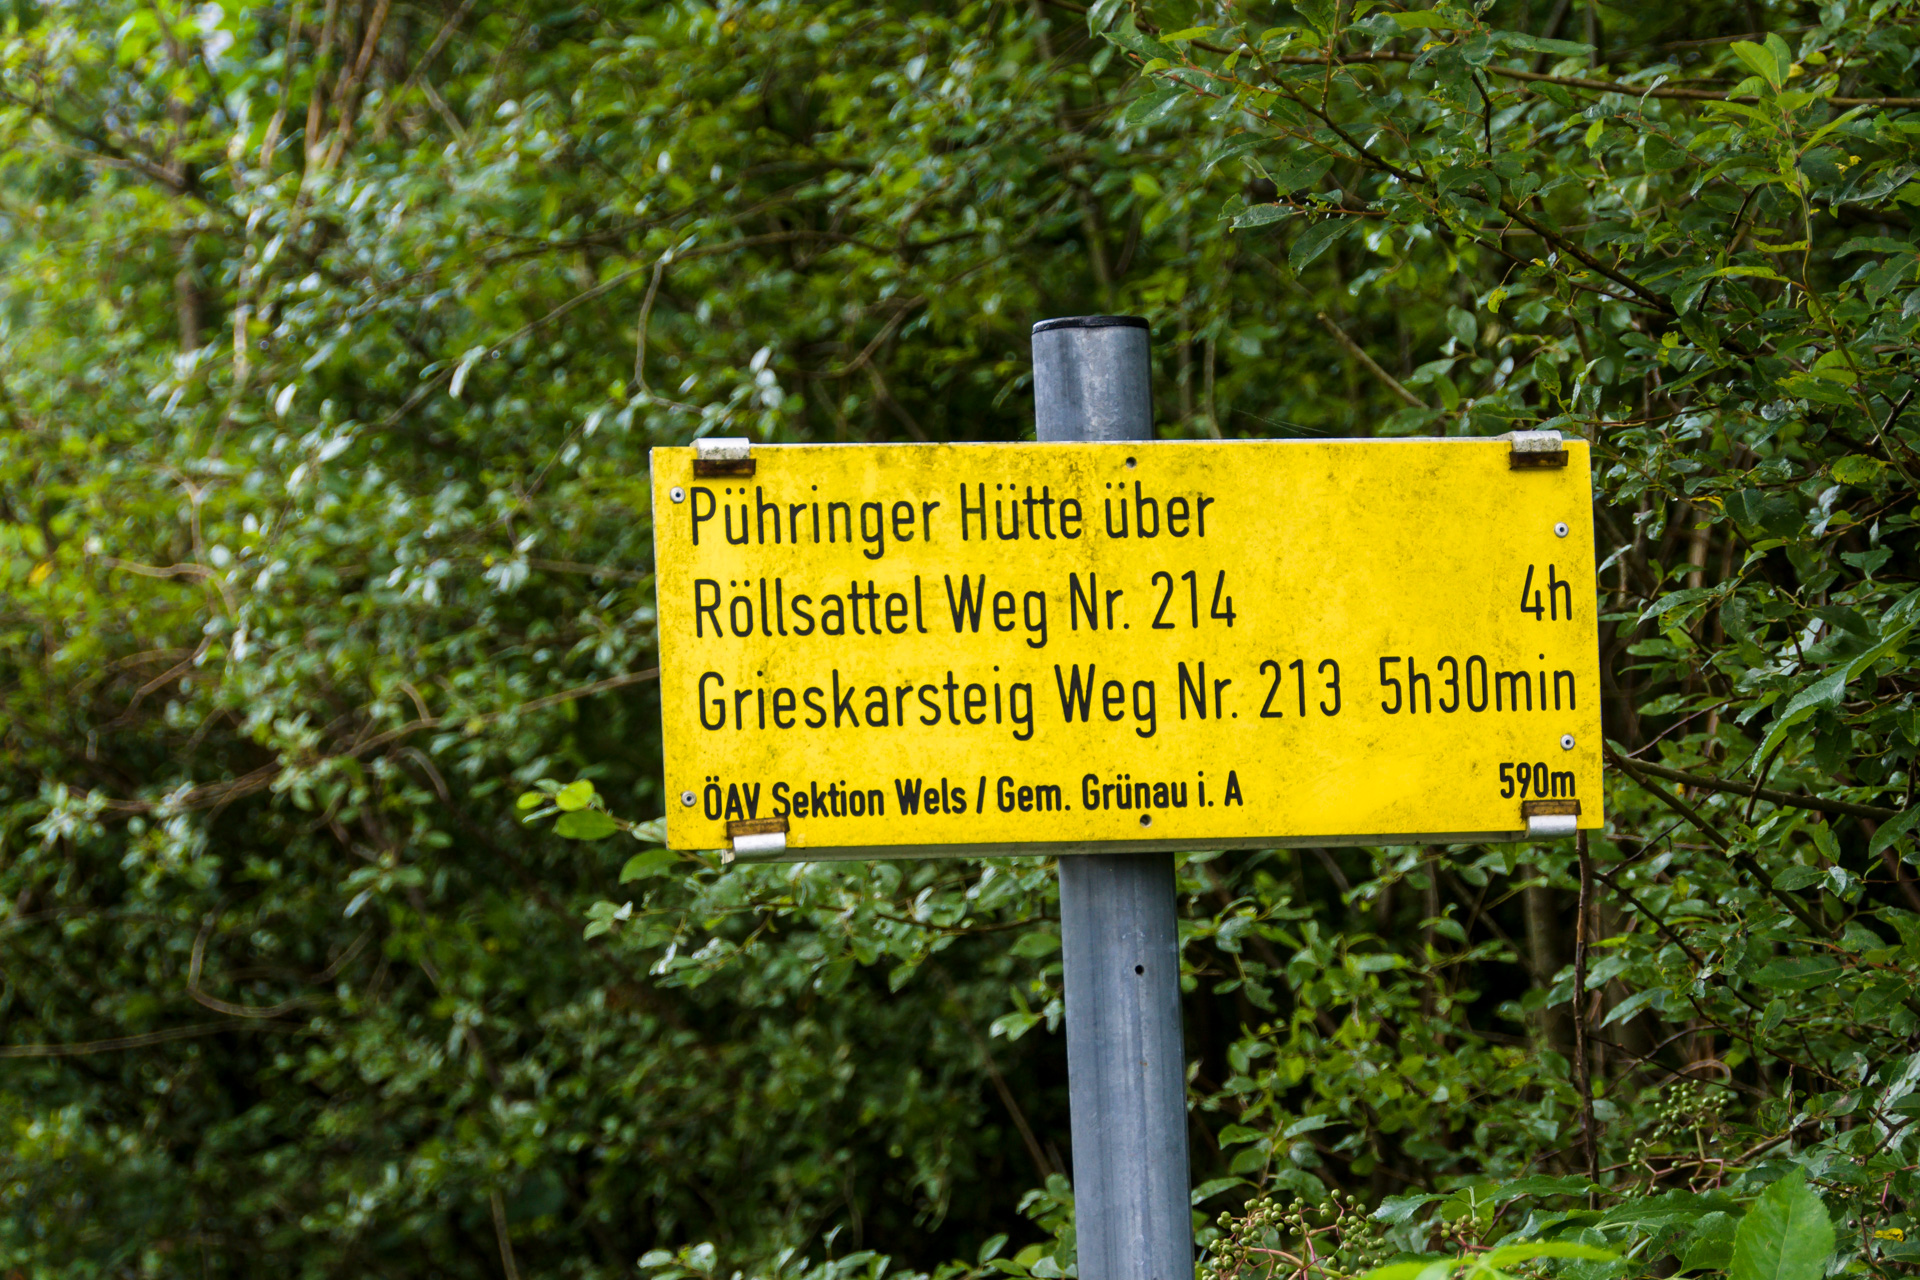 Pühringer Hütte über
Röllsattel Weg Nr. 214 4h
Grieskarsteig Weg Nr. 213 5h30min
ÖAV Sektion Wels / Gem. Grünau i. A 590m